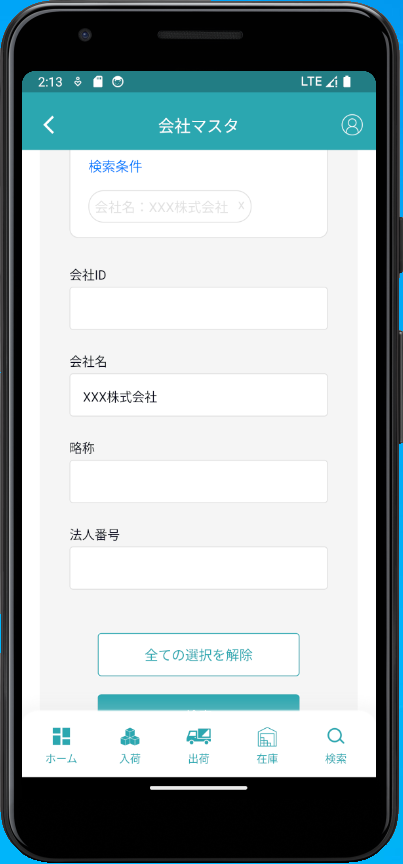 2:13 LTE
会社マスタ
検索条件
会社名：XXX株式会社 x
会社ID
会社名
XXX株式会社
略称
法人番号
全ての選択を解除
ホーム 入荷 出荷 在庫 検索